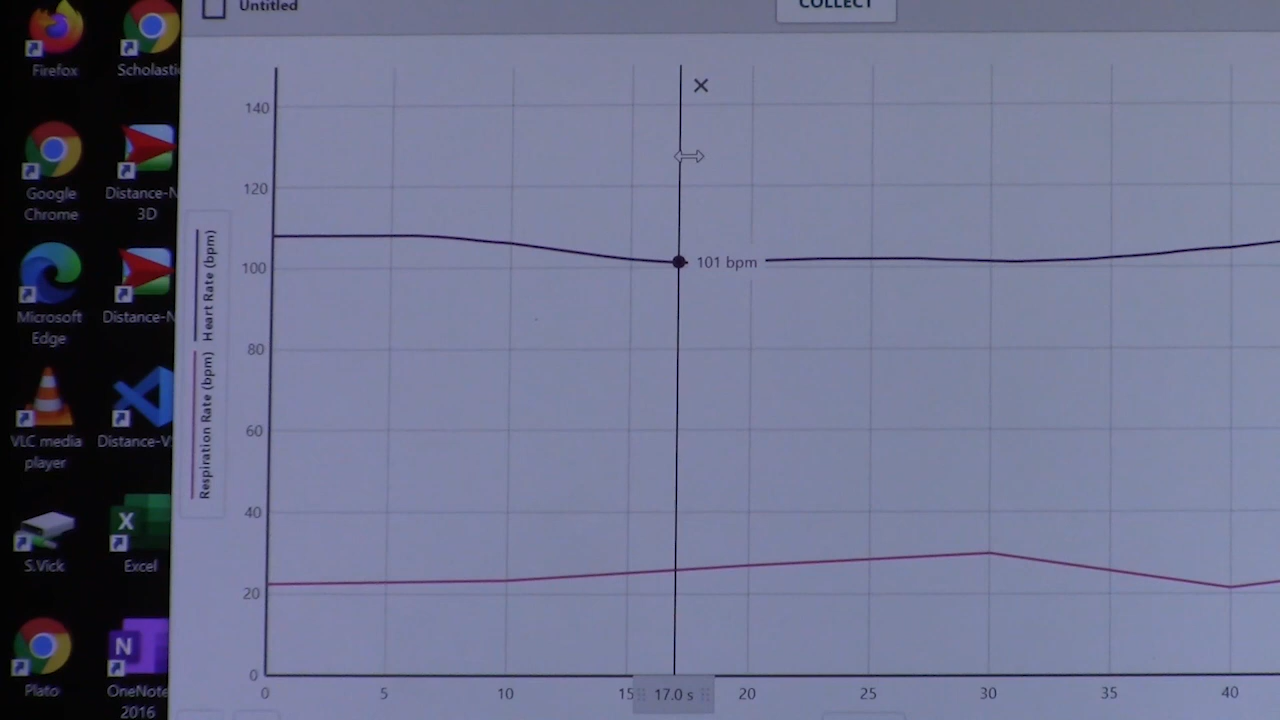 Untitled
COLLECT
Firefox
Scholasti
Google
Chrome
Distance-N
3D
Microsoft
Edge
Distance-N
VLC media
player
Distance-V
S.Vick
Excel
Plato
OneNote
2016
Heart Rate (bpm)
Respiration Rate (bpm)
140
120
100
80
60
40
20
0
101 bpm
0
5
10
15
17.0 s
20
25
30
35
40